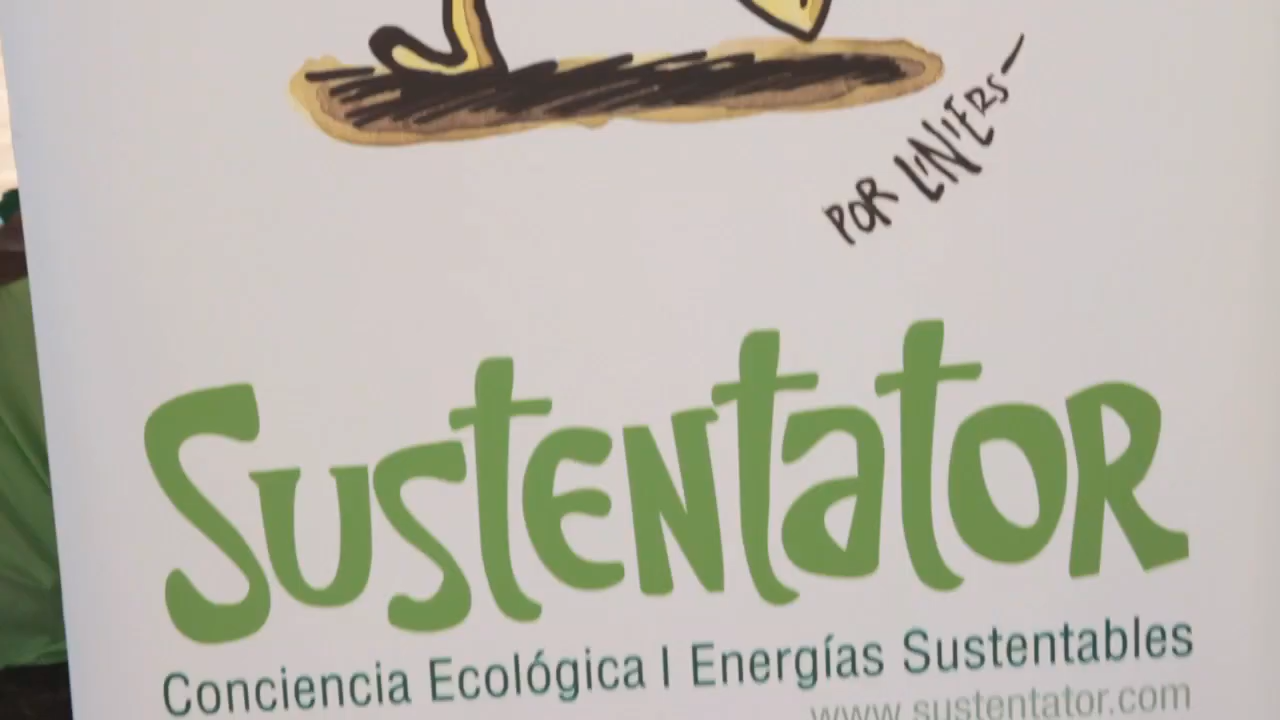 POR LINIERS
SUSTENTATOR
Conciencia Ecológica | Energías Sustentables
www.sustentator.com